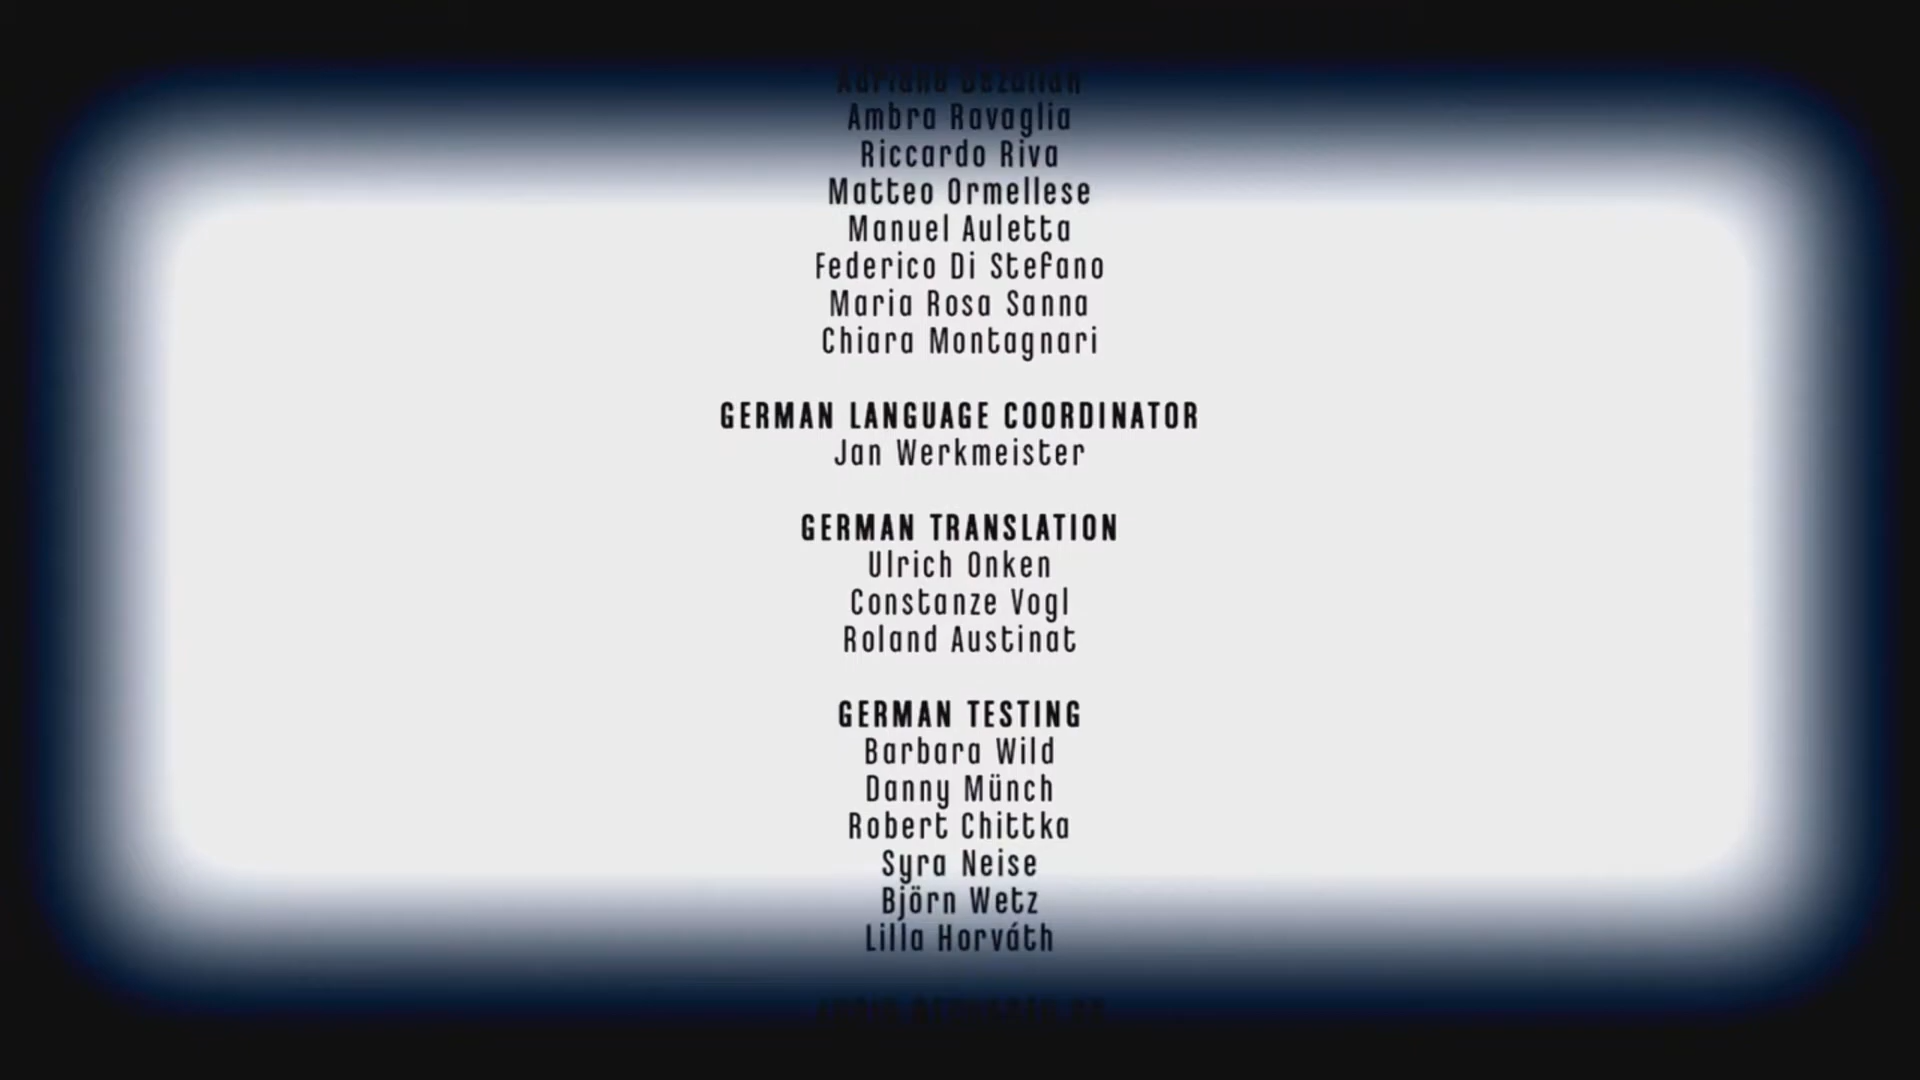 Ambra Ravaglia
Riccardo Riva
Matteo Ormellese
Manuel Auletta
Federico Di Stefano
Maria Rosa Sanna
Chiara Montagnari
GERMAN LANGUAGE COORDINATOR
Jan Werkmeister
GERMAN TRANSLATION
Ulrich Onken
Constanze Vogl
Roland Austinat
GERMAN TESTING
Barbara Wild
Danny Münch
Robert Chittka
Syra Neise
Björn Wetz
Lilla Horváth